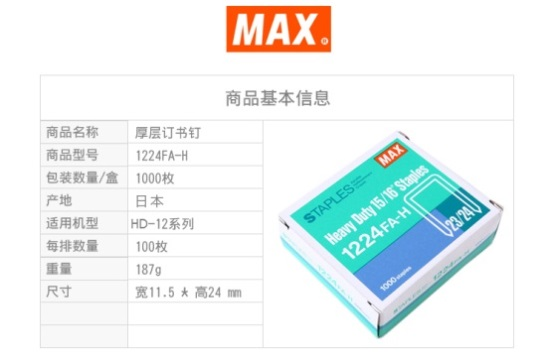 MAX®
商品基本信息
商品名称 厚层订书钉
商品型号 1224FA-H
包装数量/盒 1000枚
产地 日本
适用机型 HD-12系列
每排数量 100枚
重量 187g
尺寸 宽11.5 * 高24 mm
MAX
STAPLES
Heavy Duty 15/16" Staples
1224FA-H
23/24
1000 staples